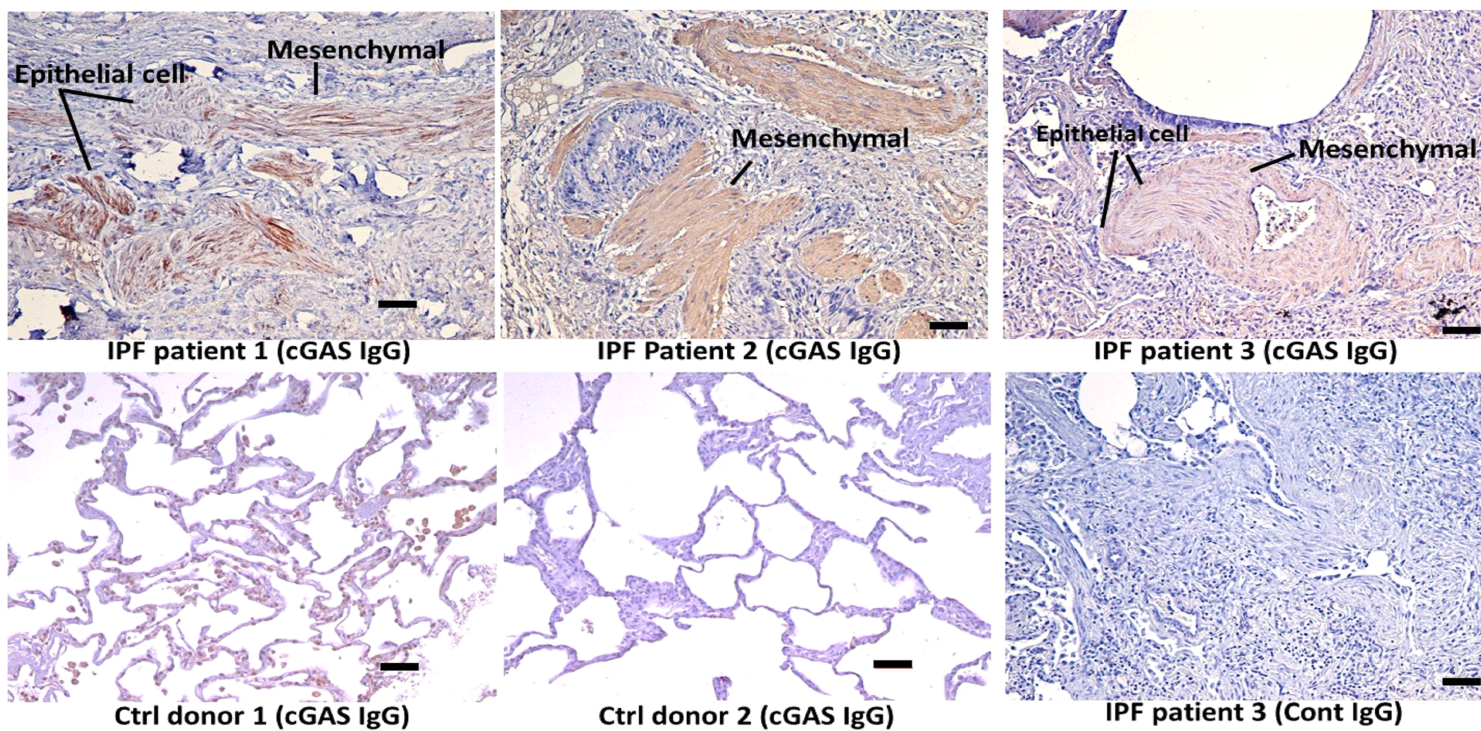 Epithelial cell
Mesenchymal
Mesenchymal
Epithelial cell
Mesenchymal
IPF patient 1 (cGAS IgG)
IPF Patient 2 (cGAS IgG)
IPF patient 3 (cGAS IgG)
Ctrl donor 1 (cGAS IgG)
Ctrl donor 2 (cGAS IgG)
IPF patient 3 (Cont IgG)